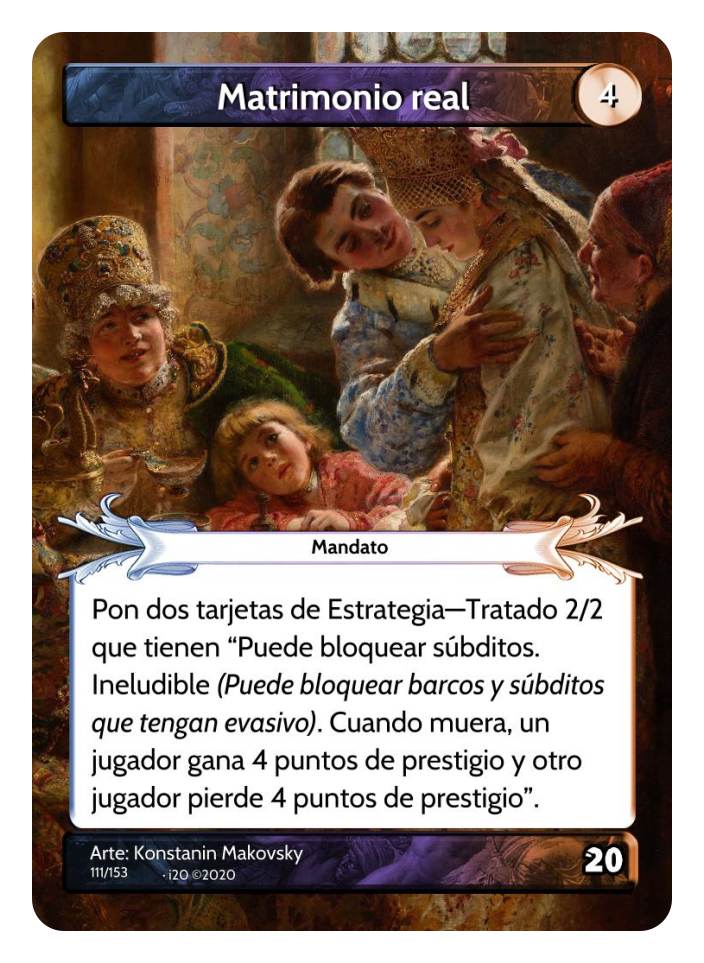 Matrimonio real
4
Mandato
Pon dos tarjetas de Estrategia—Tratado 2/2
que tienen “Puede bloquear súbditos.
Ineludible (Puede bloquear barcos y súbditos
que tengan evasivo). Cuando muera, un
jugador gana 4 puntos de prestigio y otro
jugador pierde 4 puntos de prestigio”.
Arte: Konstanin Makovsky
111/153 · i20 ©2020
20